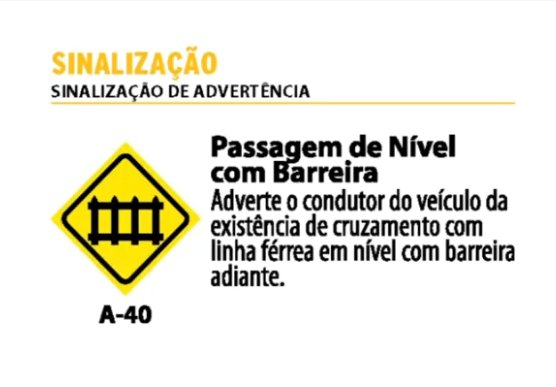 SINALIZAÇÃO
SINALIZAÇÃO DE ADVERTÊNCIA
Passagem de Nível
com Barreira
Adverte o condutor do veículo da
existência de cruzamento com
linha férrea em nível com barreira
adiante.
A-40